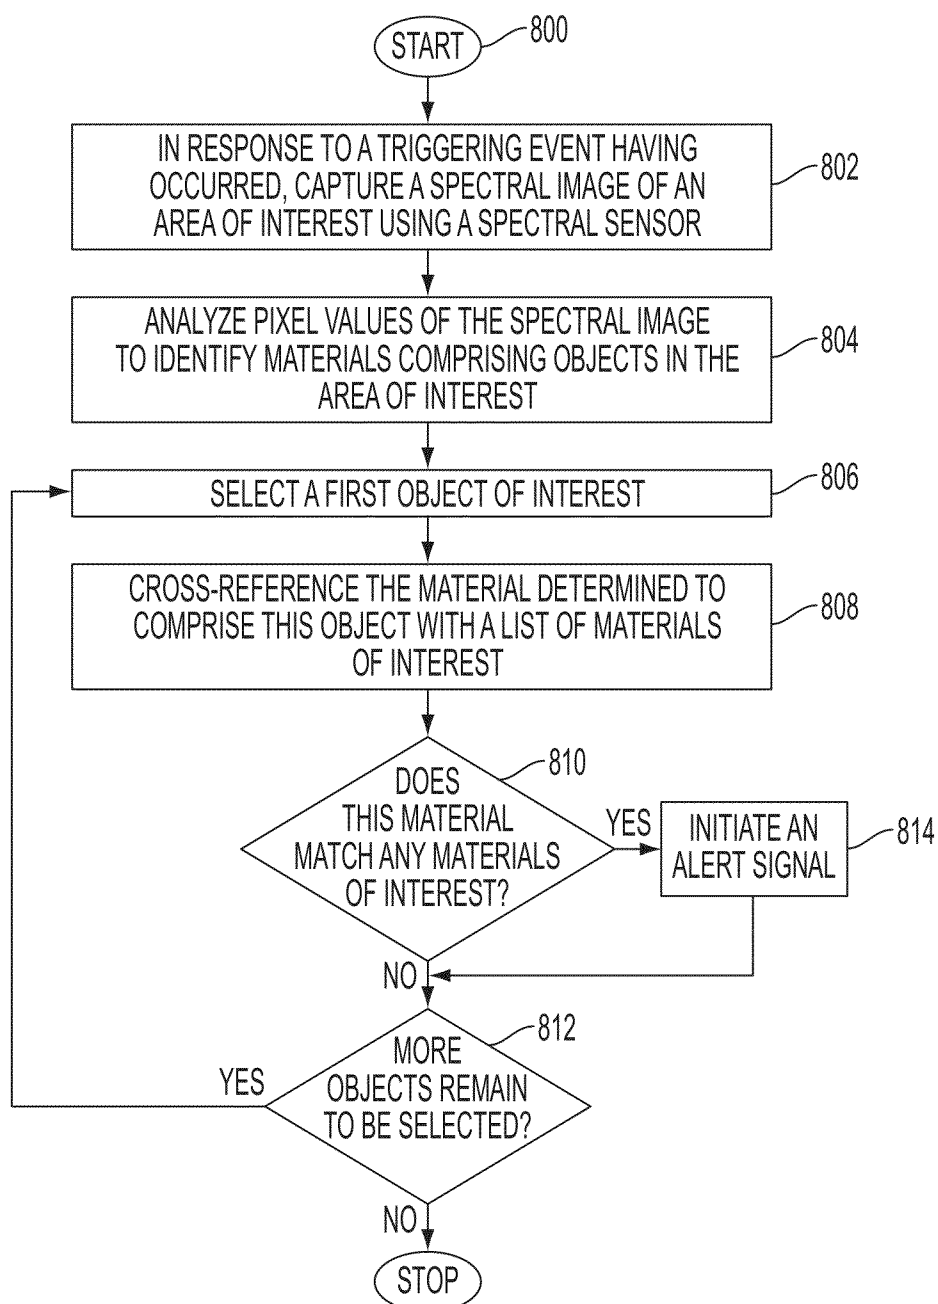 START
800
IN RESPONSE TO A TRIGGERING EVENT HAVING
OCCURRED, CAPTURE A SPECTRAL IMAGE OF AN
AREA OF INTEREST USING A SPECTRAL SENSOR
802
ANALYZE PIXEL VALUES OF THE SPECTRAL IMAGE
TO IDENTIFY MATERIALS COMPRISING OBJECTS IN THE
AREA OF INTEREST
804
SELECT A FIRST OBJECT OF INTEREST
806
CROSS-REFERENCE THE MATERIAL DETERMINED TO
COMPRISE THIS OBJECT WITH A LIST OF MATERIALS
OF INTEREST
808
DOES
THIS MATERIAL
MATCH ANY MATERIALS
OF INTEREST?
810
YES
INITIATE AN
ALERT SIGNAL
814
NO
MORE
OBJECTS REMAIN
TO BE SELECTED?
812
YES
NO
STOP